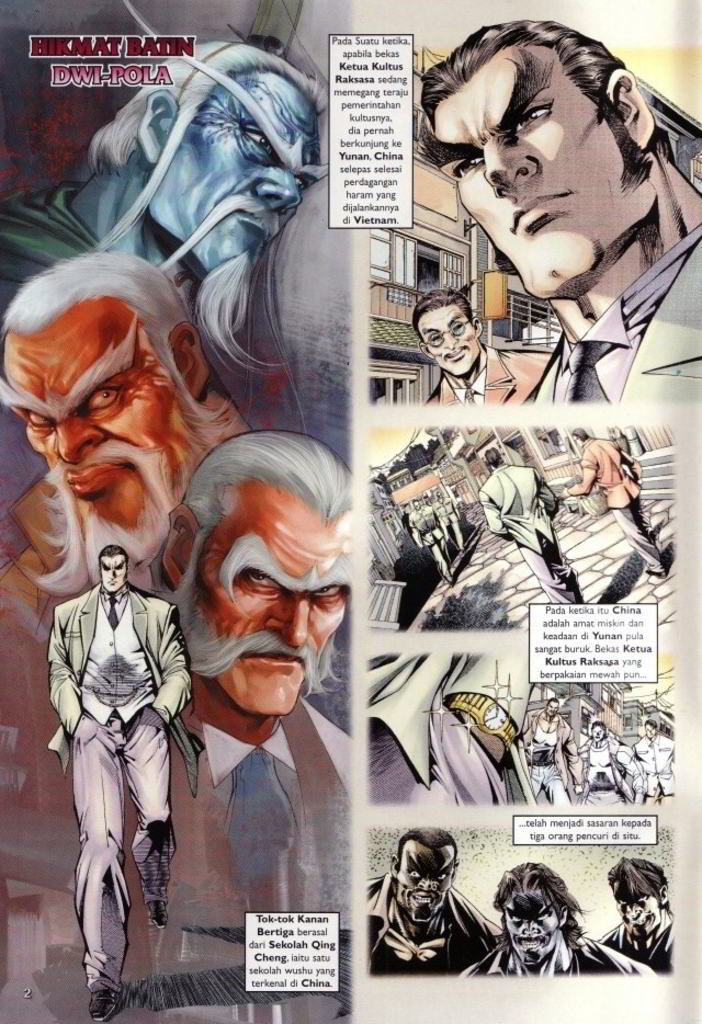 HIKMAT BATIN
DWI-POLA
Pada Suatu ketika,
apabila bekas
Ketua Kultus
Raksasa sedang
memegang teraju
pemerintahan
kultusnya,
dia pernah
berkunjung ke
Yunan, China
selepas selesai
perdagangan
haram yang
dijalankannya
di Vietnam.
Pada ketika itu China
adalah amat miskin dan
keadaan di Yunan pula
sangat buruk. Bekas Ketua
Kultus Raksasa yang
berpakaian mewah pun...
...telah menjadi sasaran kepada
tiga orang pencuri di situ.
Tok-tok Kanan
Bertiga berasal
dari Sekolah Qing
Cheng, iaitu satu
sekolah wushu yang
terkenal di China.
2